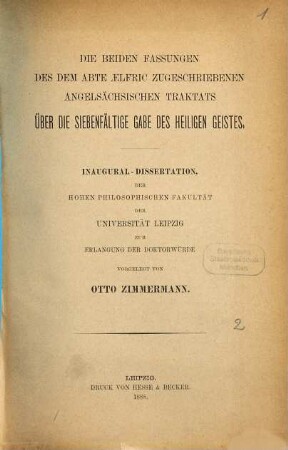 1
DIE BEIDEN FASSUNGEN
DES DEM ABTE ÆLFRIC ZUGESCHRIEBENEN
ANGELSÄCHSISCHEN TRAKTATS
ÜBER DIE SIEBENFÄLTIGE GABE DES HEILIGEN GEISTES.
INAUGURAL-DISSERTATION,
DER
HOHEN PHILOSOPHISCHEN FAKULTÄT
DER
UNIVERSITÄT LEIPZIG
ZUR
ERLANGUNG DER DOKTORWÜRDE
VORGELEGT VON
OTTO ZIMMERMANN.
2
LEIPZIG.
DRUCK VON HESSE & BECKER.
1888.